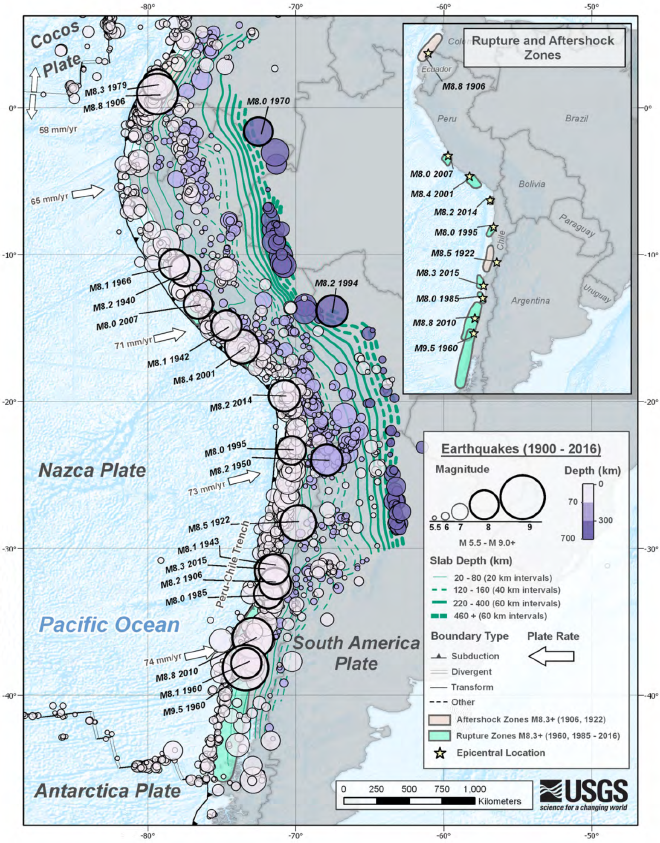 -80°
-70°
-60°
-50°
Cocos
Plate
M8.3 1979
M8.8 1906
58 mm/yr
0°
0°
M8.0 1970
65 mm/yr
-10°
-10°
M8.1 1966
M8.2 1940
M8.0 2007
71 mm/yr
M8.1 1942
M8.4 2001
M8.2 1994
-20°
-20°
M8.2 2014
M8.0 1995
M8.2 1950
Nazca Plate
73 mm/yr
M8.5 1922
M8.1 1943
M8.3 2015
M8.2 1906
M8.0 1985
Peru-Chile Trench
-30°
-30°
Pacific Ocean
South America
Plate
74 mm/yr
M8.8 2010
M8.1 1960
M9.5 1960
-40°
-40°
Antarctica Plate
-80°
-70°
-60°
-50°
Rupture and Aftershock
Zones
Ecuador
M8.8 1906
Peru
Brazil
M8.0 2007
M8.4 2001
Bolivia
M8.2 2014
M8.0 1995
Chile
Paraguay
M8.5 1922
M8.3 2015
M8.0 1985
Argentina
Uruguay
M8.8 2010
M9.5 1960
Earthquakes (1900 - 2016)
Magnitude
Depth (km)
0
70
300
700
5.5 6 7 8 9
M 5.5 - M 9.0+
Slab Depth (km)
20 - 80 (20 km intervals)
120 - 160 (40 km intervals)
220 - 400 (60 km intervals)
460 + (60 km intervals)
Boundary Type
Plate Rate
Subduction
Divergent
Transform
Other
Aftershock Zones M8.3+ (1906, 1922)
Rupture Zones M8.3+ (1960, 1985 - 2016)
Epicentral Location
0 250 500 750 1,000
Kilometers
USGS
science for a changing world